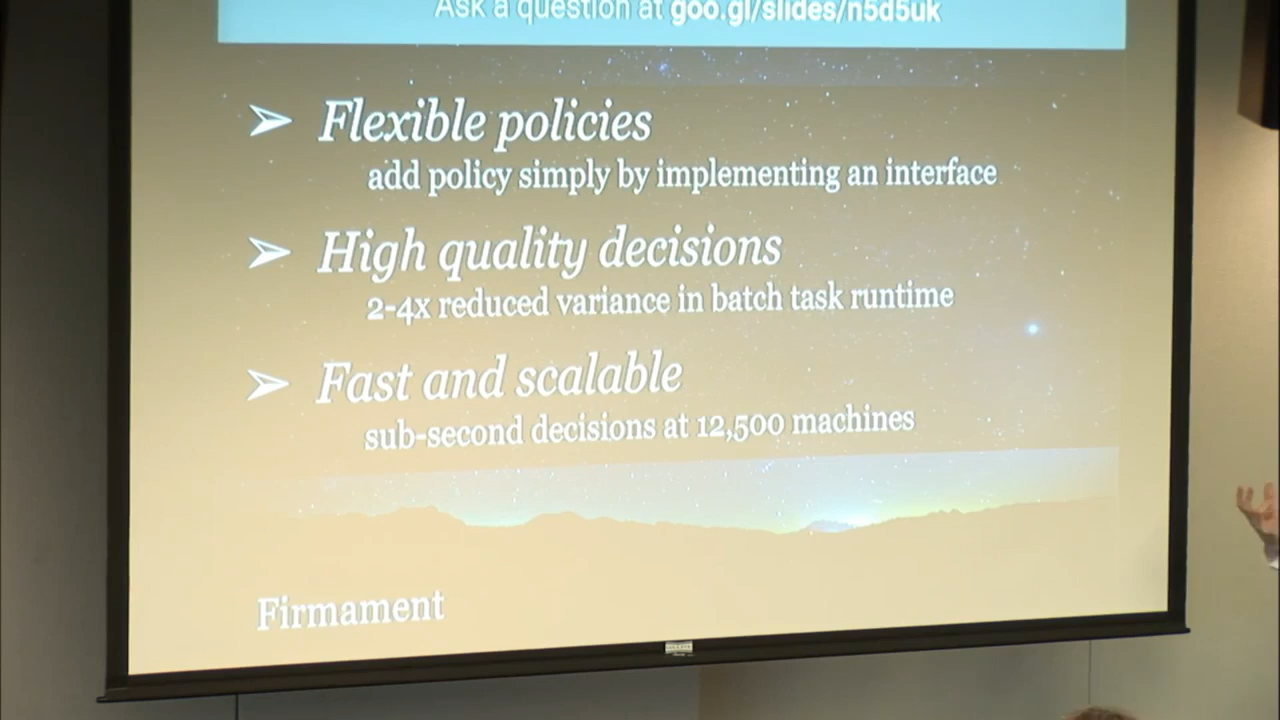 Ask a question at goo.gl/slides/n5d5uk
➢ Flexible policies
add policy simply by implementing an interface
➢ High quality decisions
2-4x reduced variance in batch task runtime
➢ Fast and scalable
sub-second decisions at 12,500 machines
Firmament